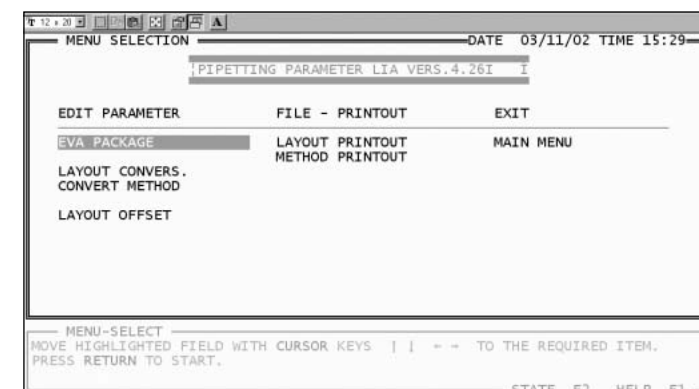 12 x 20 A
MENU SELECTION DATE 03/11/02 TIME 15:29
PIPETTING PARAMETER LIA VERS.4.26I I
EDIT PARAMETER FILE - PRINTOUT EXIT
EVA PACKAGE LAYOUT PRINTOUT MAIN MENU
METHOD PRINTOUT
LAYOUT CONVERS.
CONVERT METHOD
LAYOUT OFFSET
MENU-SELECT
MOVE HIGHLIGHTED FIELD WITH CURSOR KEYS ← → TO THE REQUIRED ITEM.
PRESS RETURN TO START.
STATE F2 HELP F1